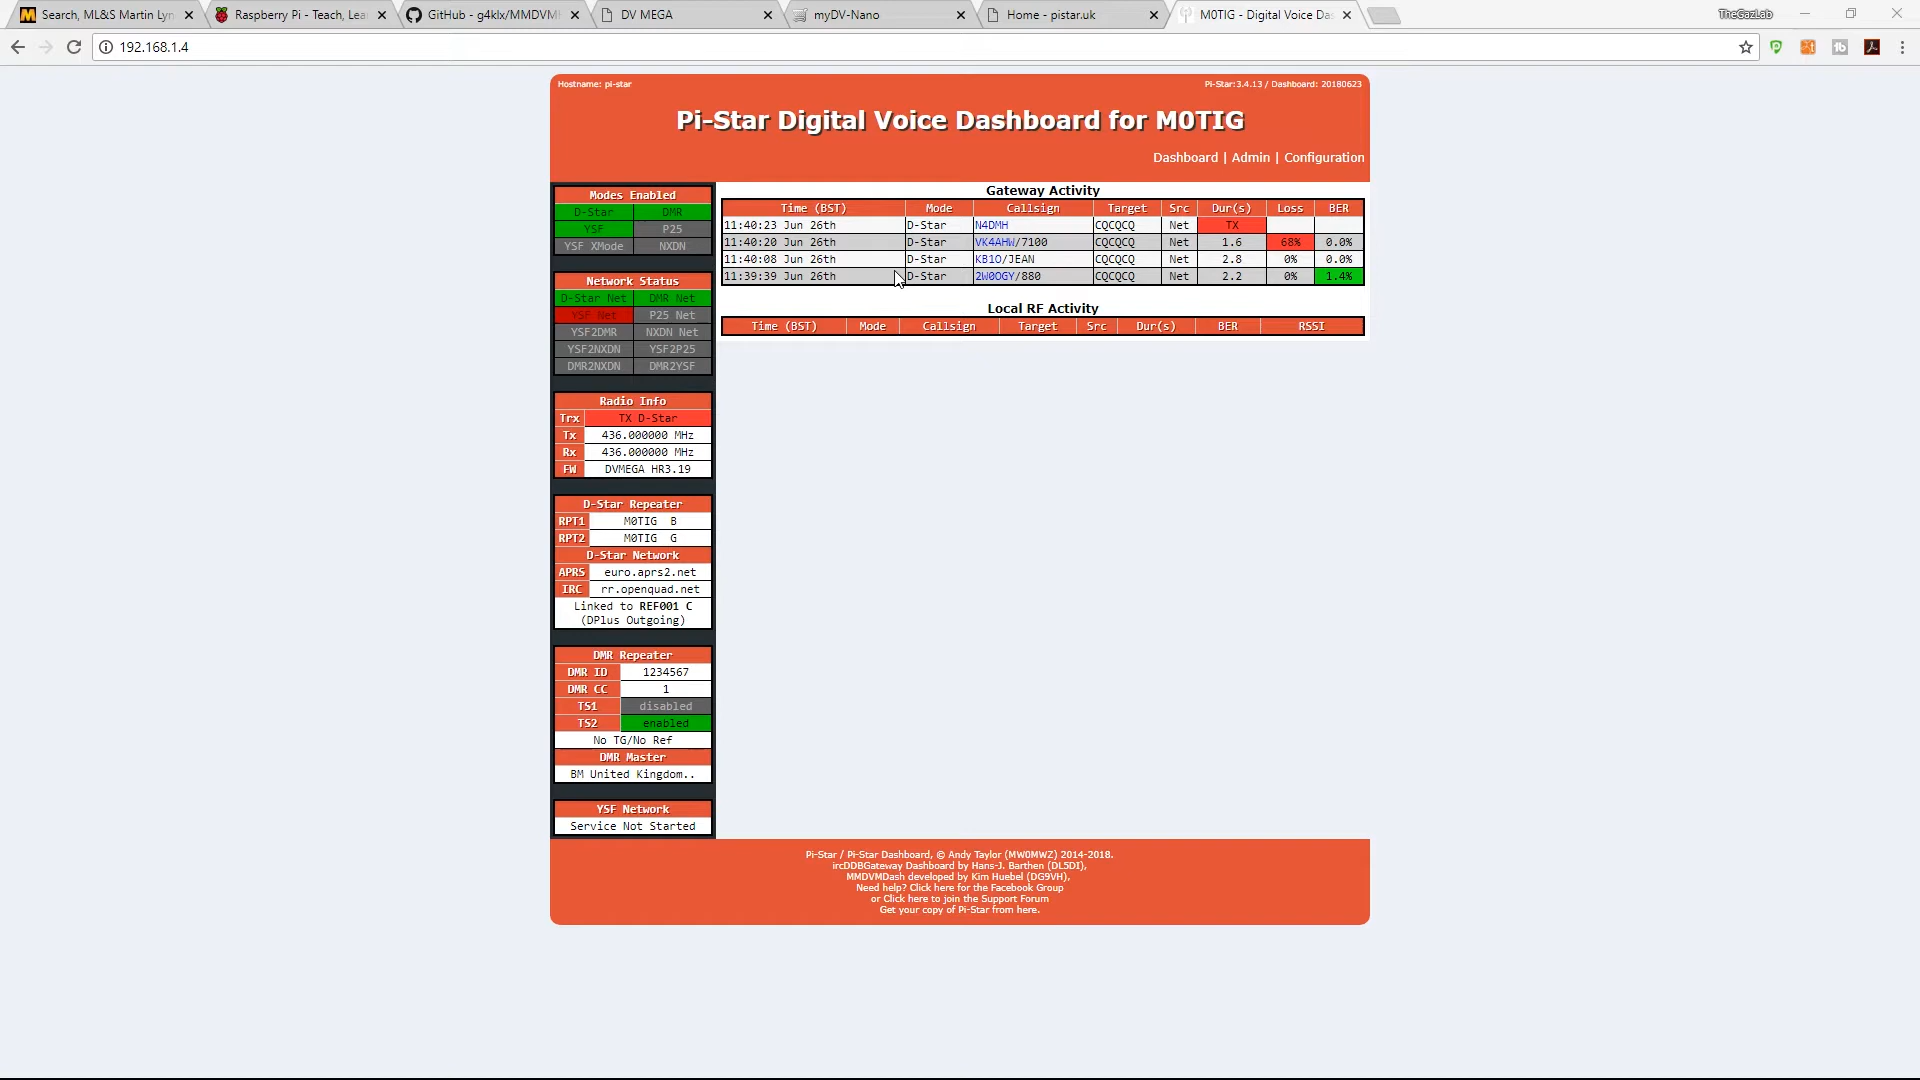 Search, ML&S Martin Lyn
Raspberry Pi - Teach, Lea
GitHub - g4klx/MMDVM
DV MEGA
myDV-Nano
Home - pistar.uk
M0TIG - Digital Voice Das
TheGazLab
192.168.1.4
Hostname: pi-star
Pi-Star:3.4.13 / Dashboard: 20180623
Pi-Star Digital Voice Dashboard for M0TIG
Dashboard | Admin | Configuration
Modes Enabled
D-Star DMR
YSF P25
YSF XMode NXDN
Network Status
D-Star Net DMR Net
YSF Net P25 Net
YSF2DMR NXDN Net
YSF2NXDN YSF2P25
DMR2NXDN DMR2YSF
Radio Info
Trx TX D-Star
Tx 436.000000 MHz
Rx 436.000000 MHz
FW DVMEGA HR3.19
D-Star Repeater
RPT1 M0TIG B
RPT2 M0TIG G
D-Star Network
APRS euro.aprs2.net
IRC rr.openquad.net
Linked to REF001 C
(DPlus Outgoing)
DMR Repeater
DMR ID 1234567
DMR CC 1
TS1 disabled
TS2 enabled
No TG/No Ref
DMR Master
BM United Kingdom..
YSF Network
Service Not Started
Gateway Activity
Time (BST) Mode Callsign Target Src Dur(s) Loss BER
11:40:23 Jun 26th D-Star N4DMH CQCQCQ Net TX
11:40:20 Jun 26th D-Star VK4AHW/7100 CQCQCQ Net 1.6 68% 0.0%
11:40:08 Jun 26th D-Star KB1O/JEAN CQCQCQ Net 2.8 0% 0.0%
11:39:39 Jun 26th D-Star 2W0OGY/880 CQCQCQ Net 2.2 0% 1.4%
Local RF Activity
Time (BST) Mode Callsign Target Src Dur(s) BER RSSI
Pi-Star / Pi-Star Dashboard, © Andy Taylor (MW0MWZ) 2014-2018.
ircDDBGateway Dashboard by Hans-J. Barthen (DL5DI),
MMDVMDash developed by Kim Huebel (DG9VH),
Need help? Click here for the Facebook Group
or Click here to join the Support Forum
Get your copy of Pi-Star from here.